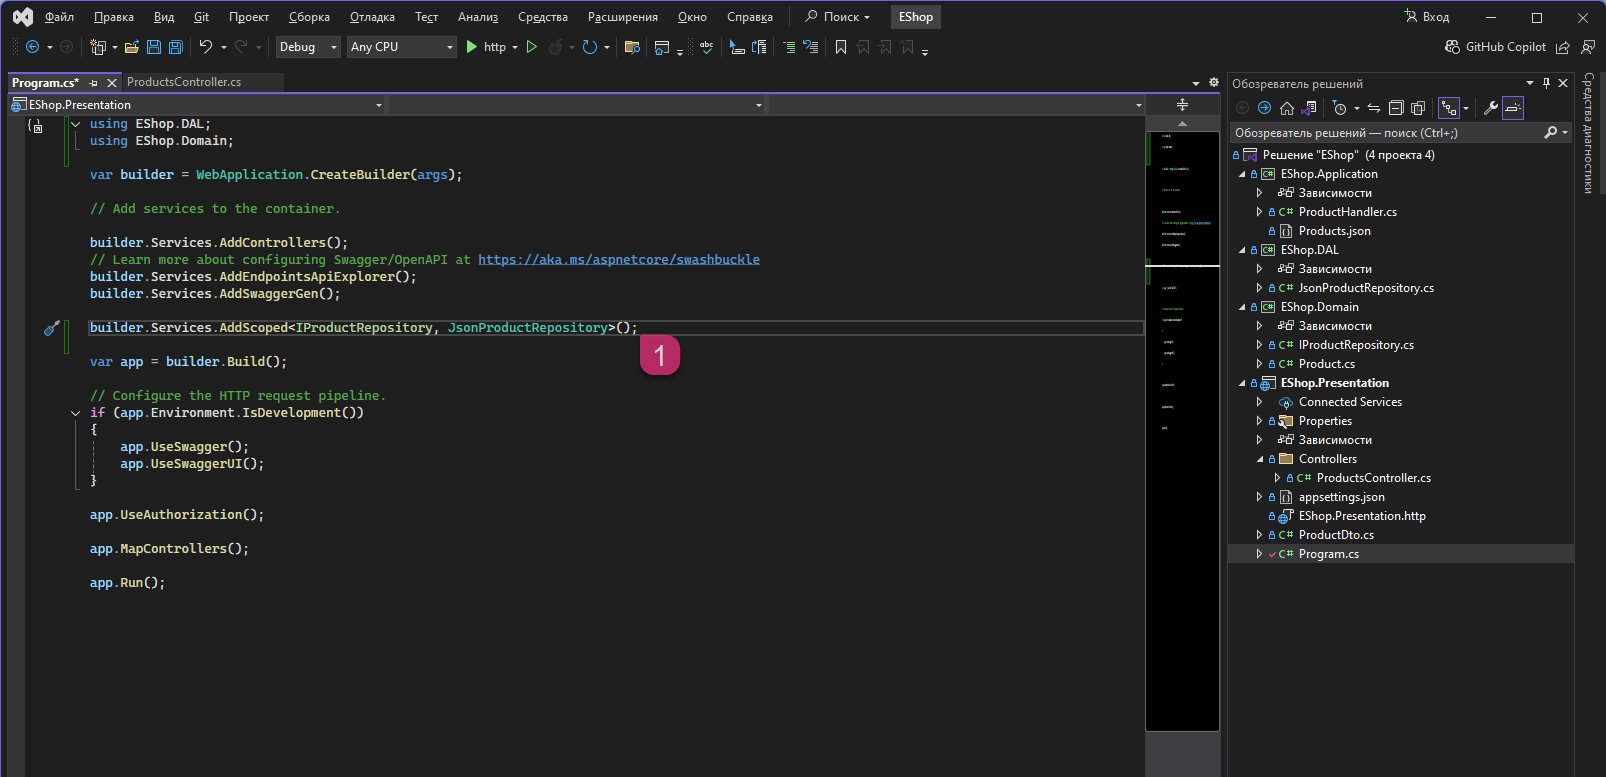 Файл Правка Вид Git Проект Сборка Отладка Тест Анализ Средства Расширения Окно Справка Поиск EShop Вход
Debug Any CPU http GitHub Copilot
Program.cs* ProductsController.cs
EShop.Presentation
using EShop.DAL;
using EShop.Domain;
var builder = WebApplication.CreateBuilder(args);
// Add services to the container.
builder.Services.AddControllers();
// Learn more about configuring Swagger/OpenAPI at https://aka.ms/aspnetcore/swashbuckle
builder.Services.AddEndpointsApiExplorer();
builder.Services.AddSwaggerGen();
builder.Services.AddScoped<IProductRepository, JsonProductRepository>();
1
var app = builder.Build();
// Configure the HTTP request pipeline.
if (app.Environment.IsDevelopment())
{
app.UseSwagger();
app.UseSwaggerUI();
}
app.UseAuthorization();
app.MapControllers();
app.Run();
Обозреватель решений
Обозреватель решений — поиск (Ctrl+;)
Решение "EShop" (4 проекта 4)
C# EShop.Application
Зависимости
C# ProductHandler.cs
Products.json
C# EShop.DAL
Зависимости
C# JsonProductRepository.cs
C# EShop.Domain
Зависимости
C# IProductRepository.cs
C# Product.cs
EShop.Presentation
Connected Services
Properties
Зависимости
Controllers
C# ProductsController.cs
appsettings.json
EShop.Presentation.http
C# ProductDto.cs
C# Program.cs
Средства диагностики